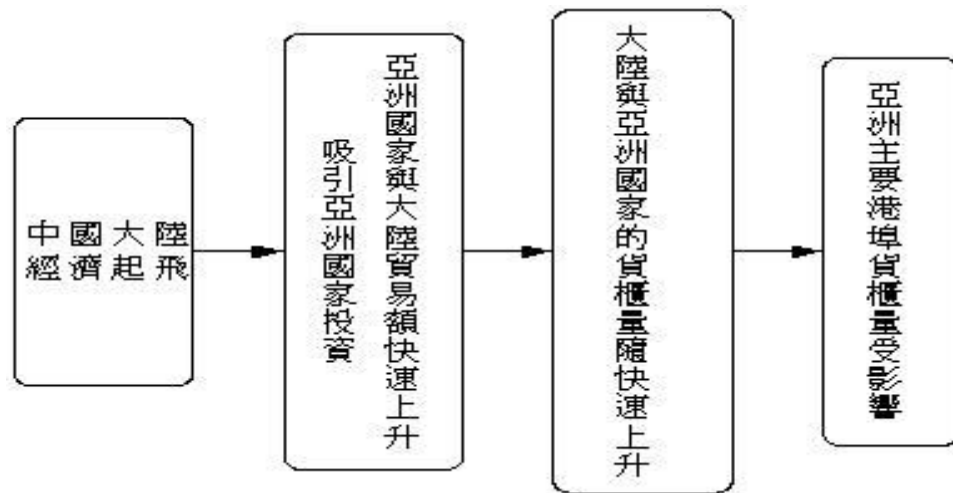 中國大陸
經濟起飛
亞洲國家與大陸貿易額快速上升
吸引亞洲國家投資
大陸與亞洲國家的貨櫃量隨快速上升
亞洲主要港埠貨櫃量受影響